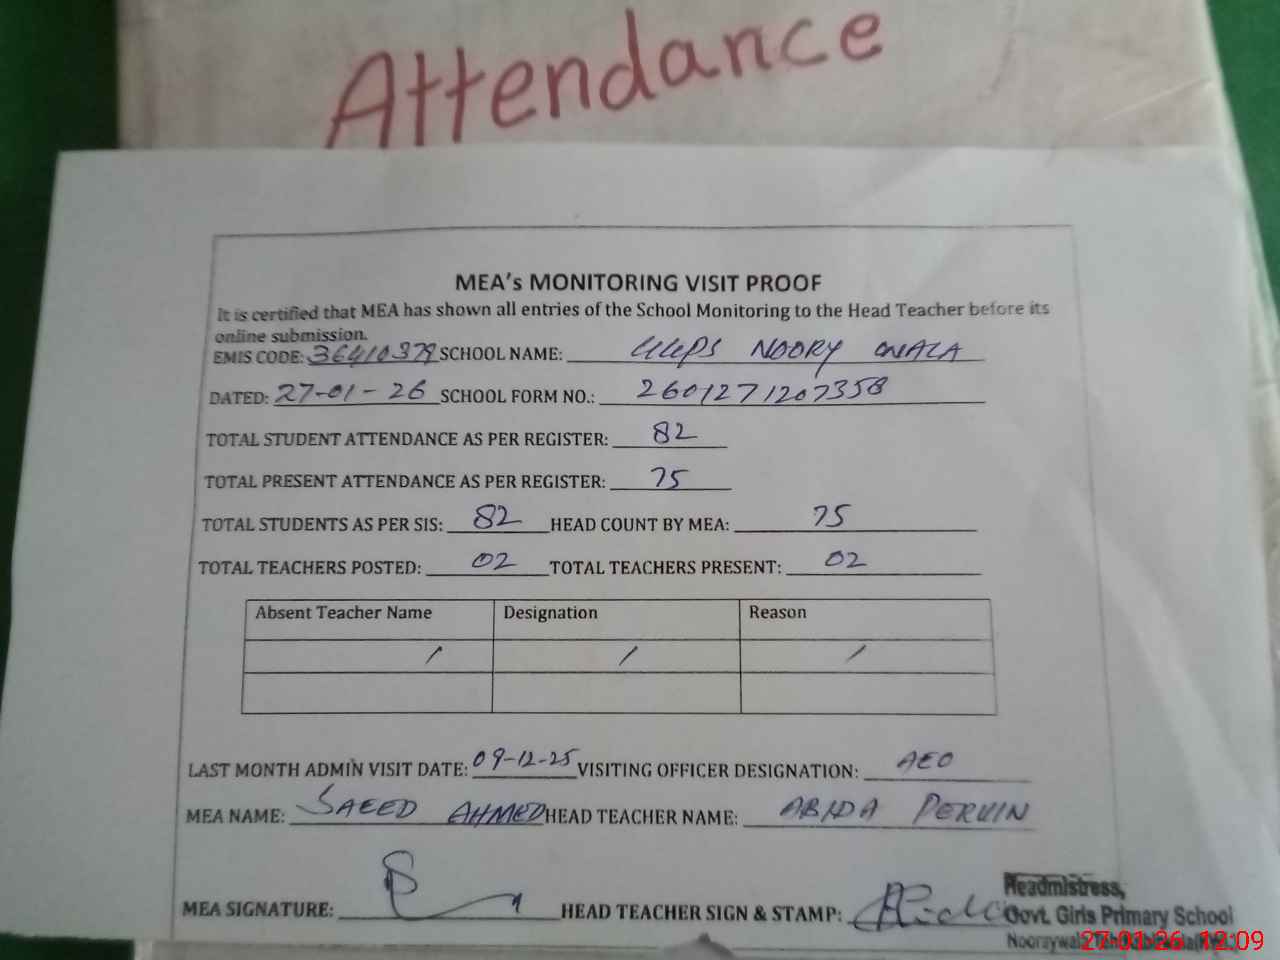 Attendance
MEA's MONITORING VISIT PROOF
It is certified that MEA has shown all entries of the School Monitoring to the Head Teacher before its
online submission.
EMIS CODE: 36410379 SCHOOL NAME: GGPS NOORY WALA
DATED: 27-01-26 SCHOOL FORM NO.: 2601271207358
TOTAL STUDENT ATTENDANCE AS PER REGISTER: 82
TOTAL PRESENT ATTENDANCE AS PER REGISTER: 75
TOTAL STUDENTS AS PER SIS: 82 HEAD COUNT BY MEA: 75
TOTAL TEACHERS POSTED: 02 TOTAL TEACHERS PRESENT: 02
Absent Teacher Name Designation Reason
/ / /
LAST MONTH ADMIN VISIT DATE: 09-12-25 VISITING OFFICER DESIGNATION: AEO
MEA NAME: SAEED AHMED HEAD TEACHER NAME: ABIDA PERVIN
MEA SIGNATURE: HEAD TEACHER SIGN & STAMP:
Headmistress,
Govt. Girls Primary School
27-01-26 12:09